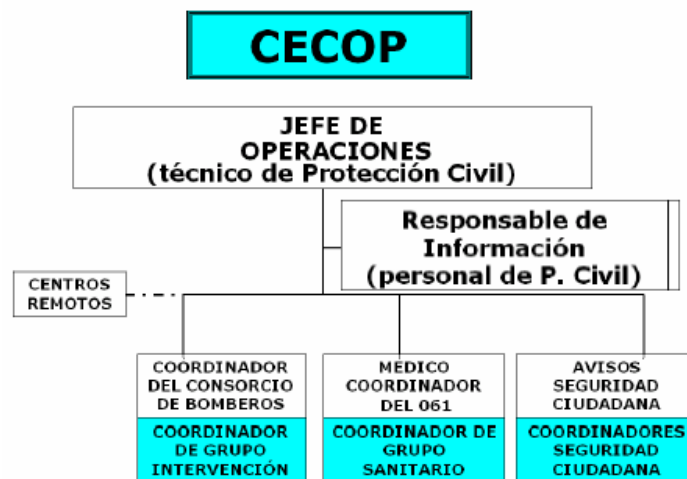 CECOP
JEFE DE
OPERACIONES
(técnico de Protección Civil)
Responsable de
Información
(personal de P. Civil)
CENTROS
REMOTOS
COORDINADOR
DEL CONSORCIO
DE BOMBEROS
COORDINADOR
DE GRUPO
INTERVENCIÓN
MEDICO
COORDINADOR
DEL 061
COORDINADOR DE
GRUPO
SANITARIO
AVISOS
SEGURIDAD
CIUDADANA
COORDINADORES
SEGURIDAD
CIUDADANA